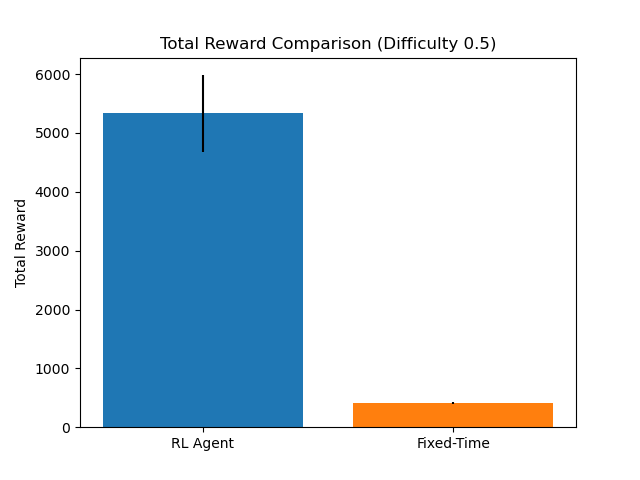 Total Reward Comparison (Difficulty 0.5)
Total Reward
6000
5000
4000
3000
2000
1000
0
RL Agent
Fixed-Time